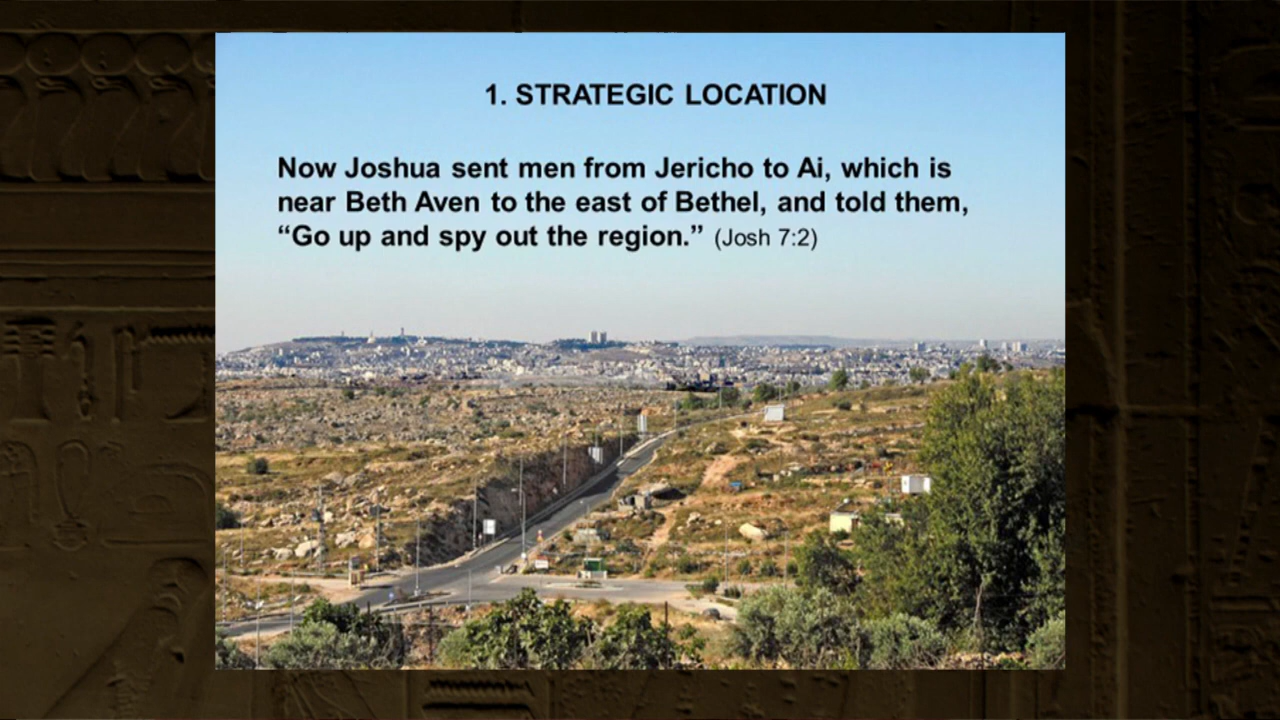 1. STRATEGIC LOCATION
Now Joshua sent men from Jericho to Ai, which is
near Beth Aven to the east of Bethel, and told them,
“Go up and spy out the region.” (Josh 7:2)